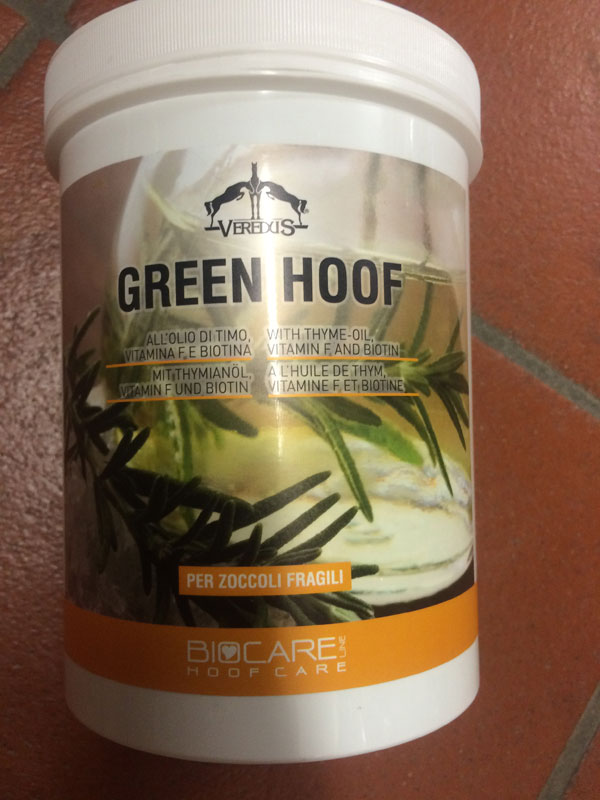 VEREDUS
GREEN HOOF
ALL'OLIO DI TIMO,
VITAMINA F, E BIOTINA
WITH THYME-OIL,
VITAMIN F AND BIOTIN
MIT THYMIANÖL,
VITAMIN F UND BIOTIN
A L'HUILE DE THYM,
VITAMINE F ET BIOTINE
PER ZOCCOLI FRAGILI
BIOCARE LINE
HOOF CARE